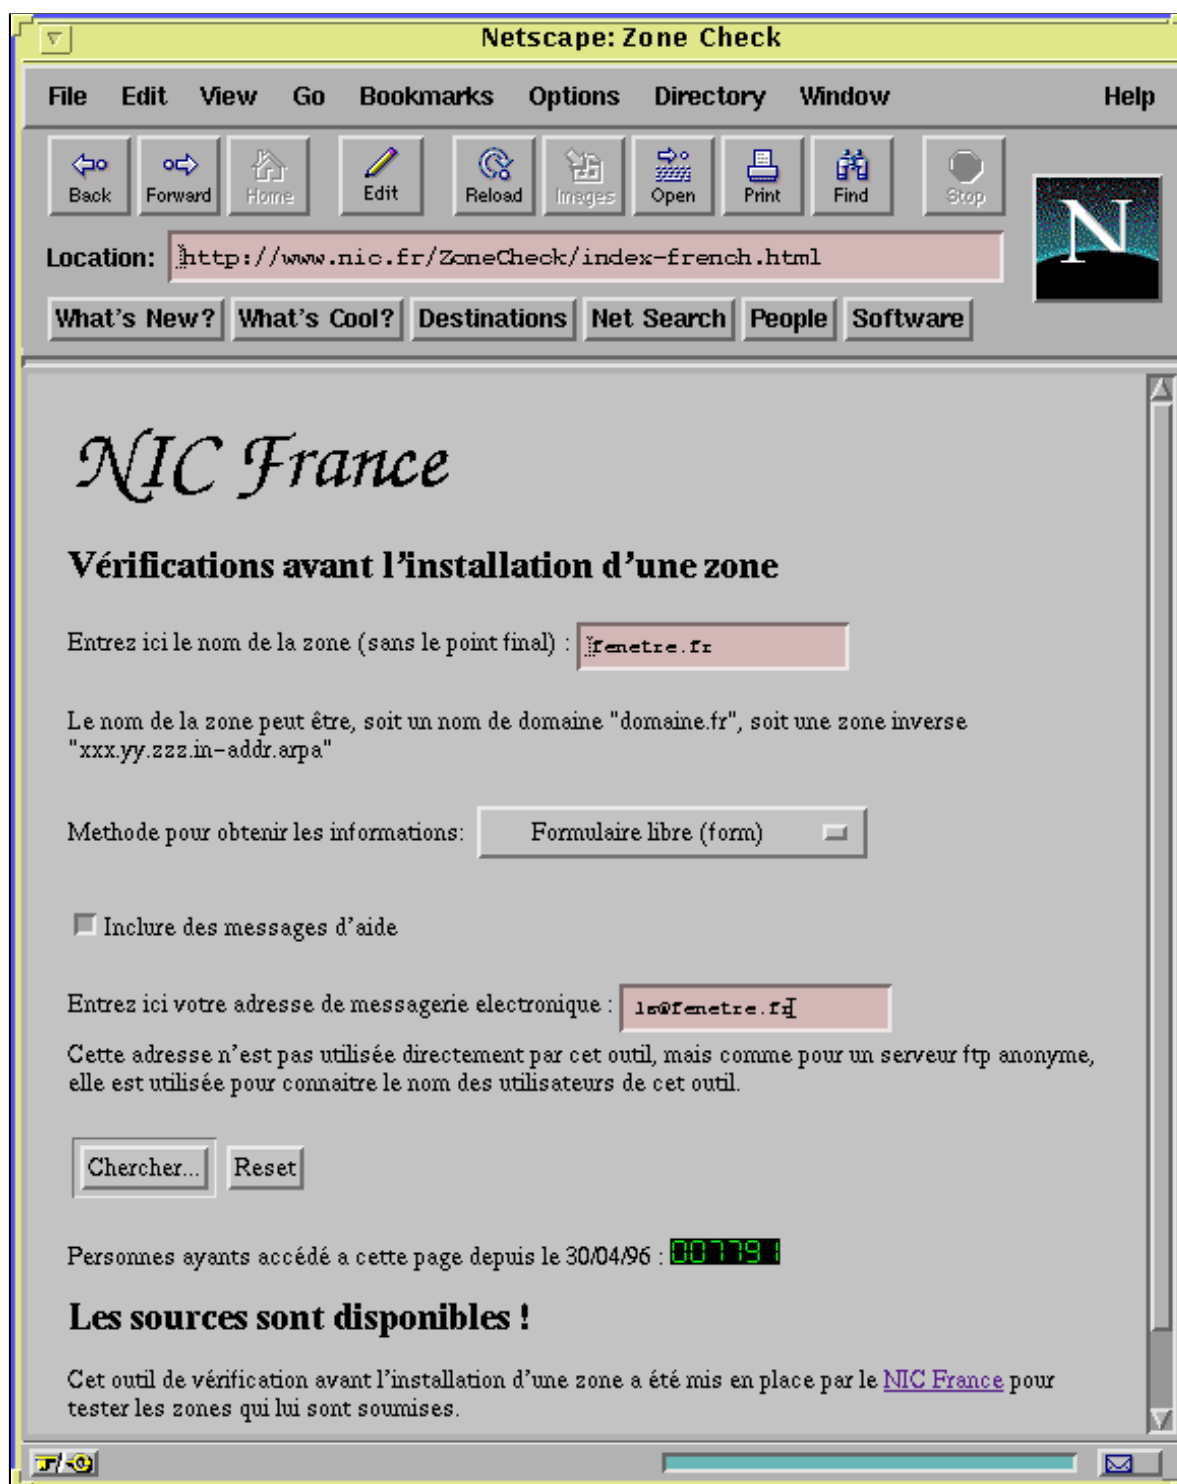 Netscape: Zone Check
File Edit View Go Bookmarks Options Directory Window Help
Back Forward Home Edit Reload Images Open Print Find Stop
N
Location: http://www.nic.fr/ZoneCheck/index-french.html
What's New? What's Cool? Destinations Net Search People Software
NIC France
Vérifications avant l'installation d'une zone
Entrez ici le nom de la zone (sans le point final) : fenetre.fr
Le nom de la zone peut être, soit un nom de domaine "domaine.fr", soit une zone inverse
"xxx.yy.zzz.in-addr.arpa"
Methode pour obtenir les informations: Formulaire libre (form)
Inclure des messages d'aide
Entrez ici votre adresse de messagerie electronique : ls@fenetre.fr
Cette adresse n'est pas utilisée directement par cet outil, mais comme pour un serveur ftp anonyme,
elle est utilisée pour connaitre le nom des utilisateurs de cet outil.
Chercher... Reset
Personnes ayants accédé a cette page depuis le 30/04/96 : 007791
Les sources sont disponibles !
Cet outil de vérification avant l'installation d'une zone a été mis en place par le NIC France pour
tester les zones qui lui sont soumises.